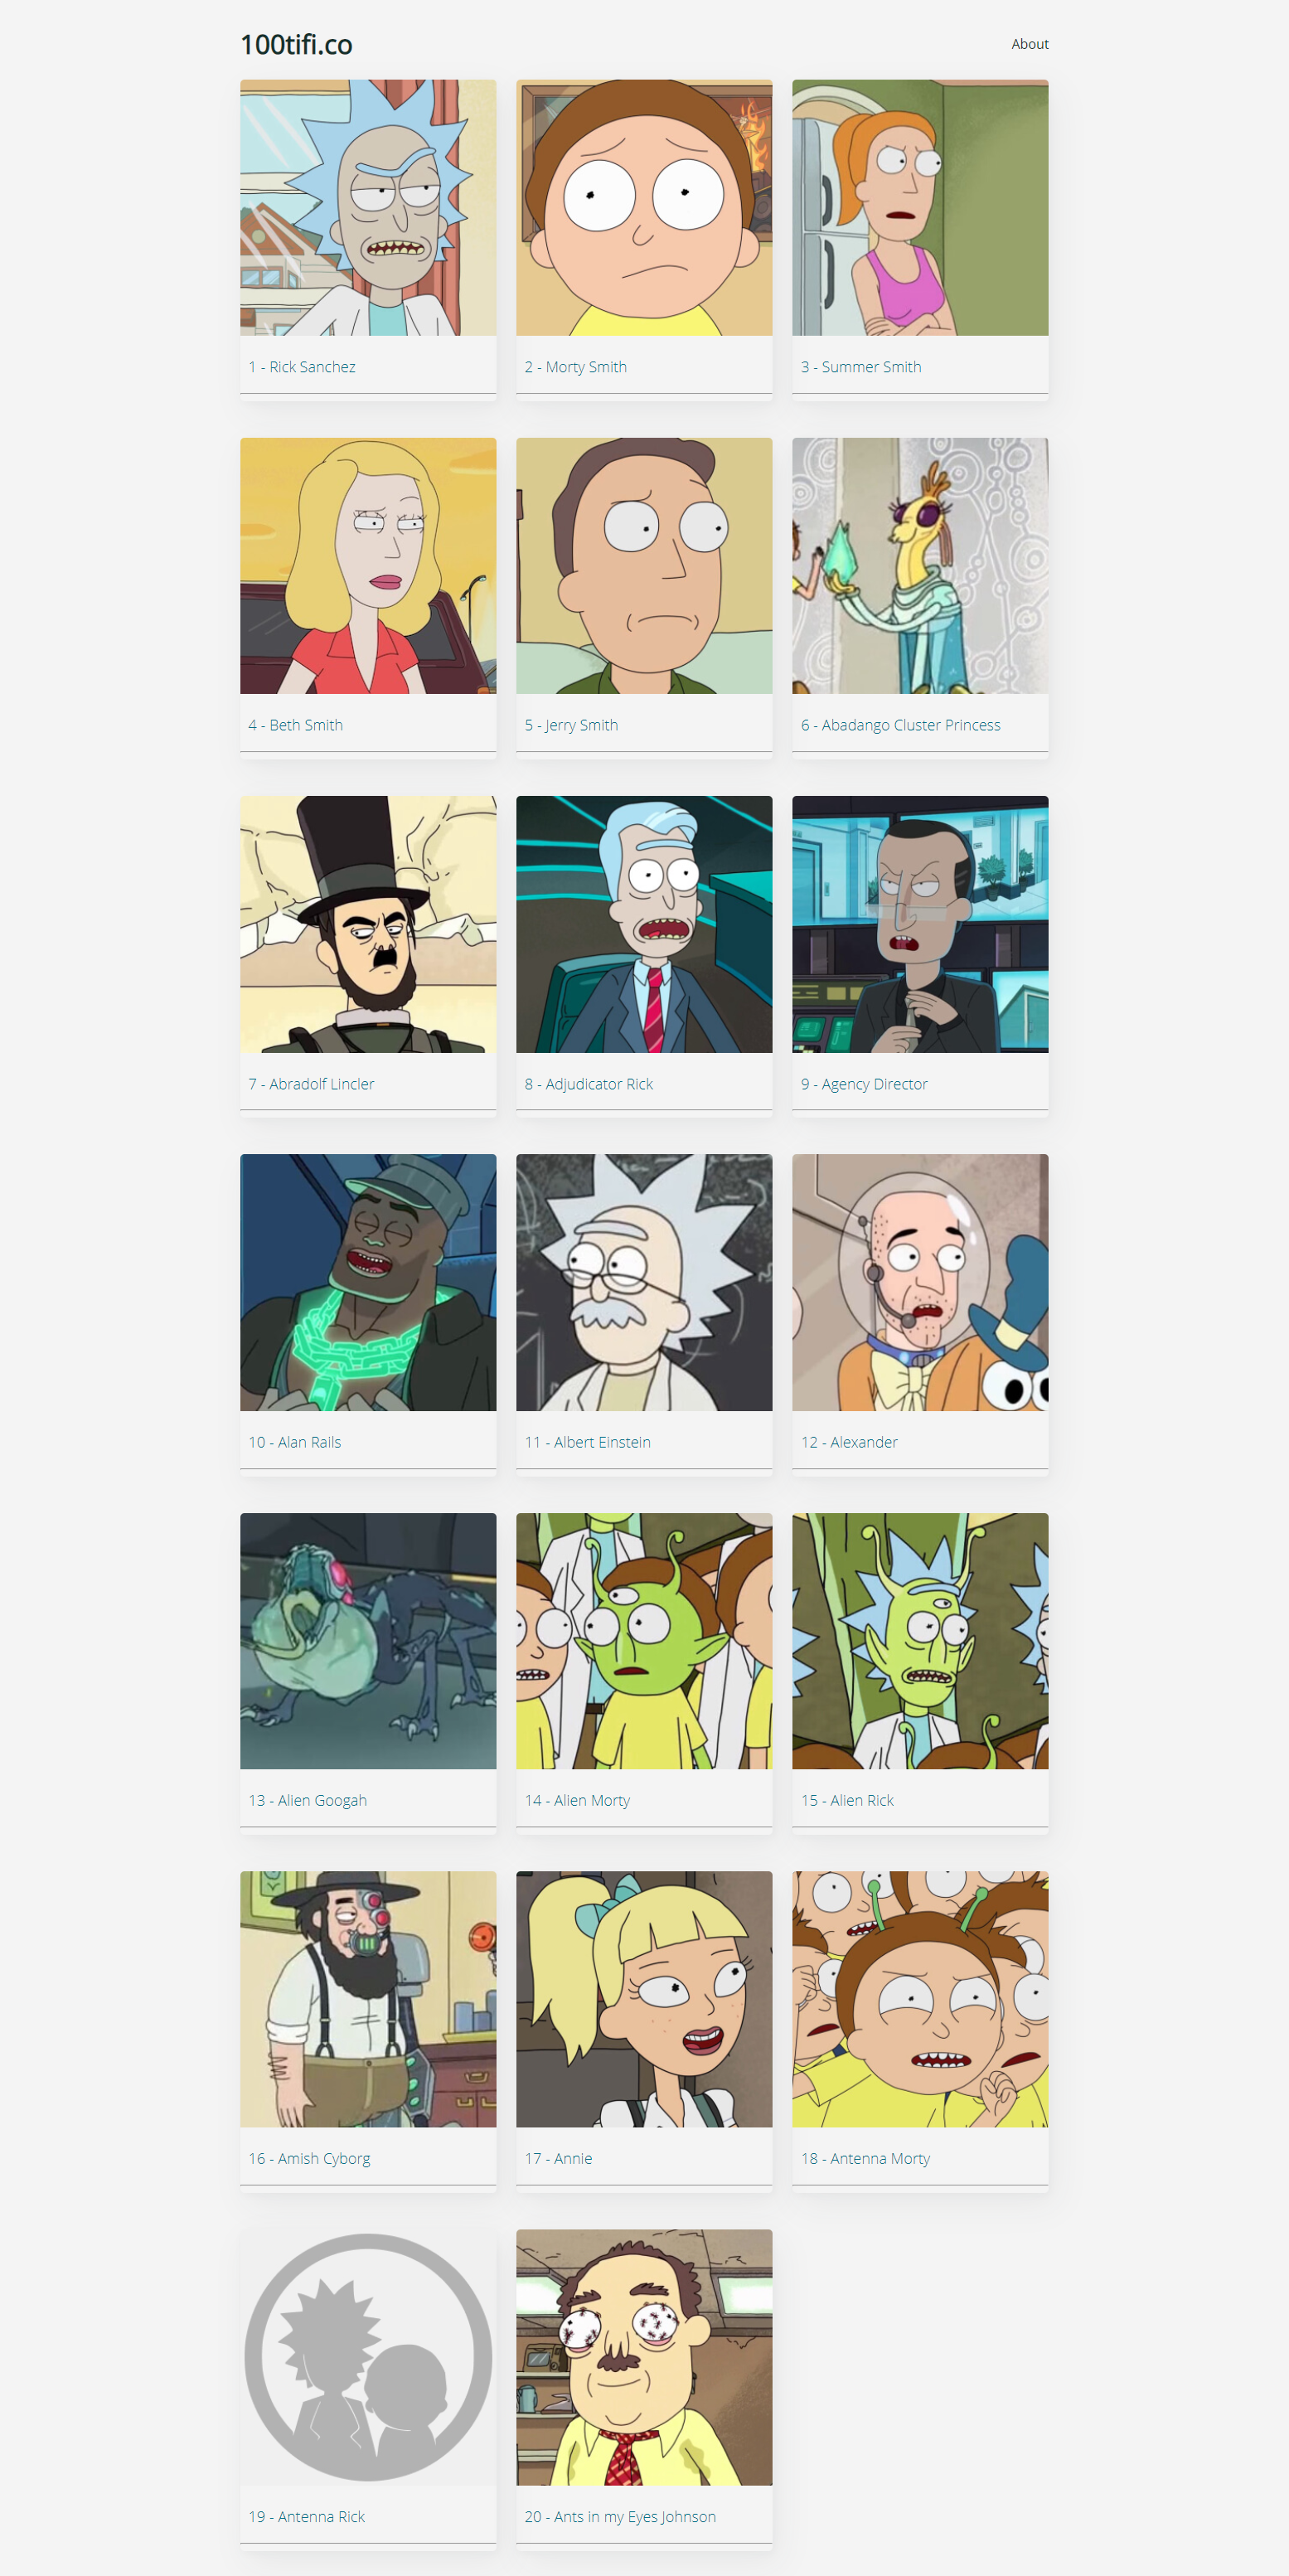 100tifi.co
About
1 - Rick Sanchez
2 - Morty Smith
3 - Summer Smith
4 - Beth Smith
5 - Jerry Smith
6 - Abadango Cluster Princess
7 - Abradolf Lincler
8 - Adjudicator Rick
9 - Agency Director
10 - Alan Rails
11 - Albert Einstein
12 - Alexander
13 - Alien Googah
14 - Alien Morty
15 - Alien Rick
16 - Amish Cyborg
17 - Annie
18 - Antenna Morty
19 - Antenna Rick
20 - Ants in my Eyes Johnson